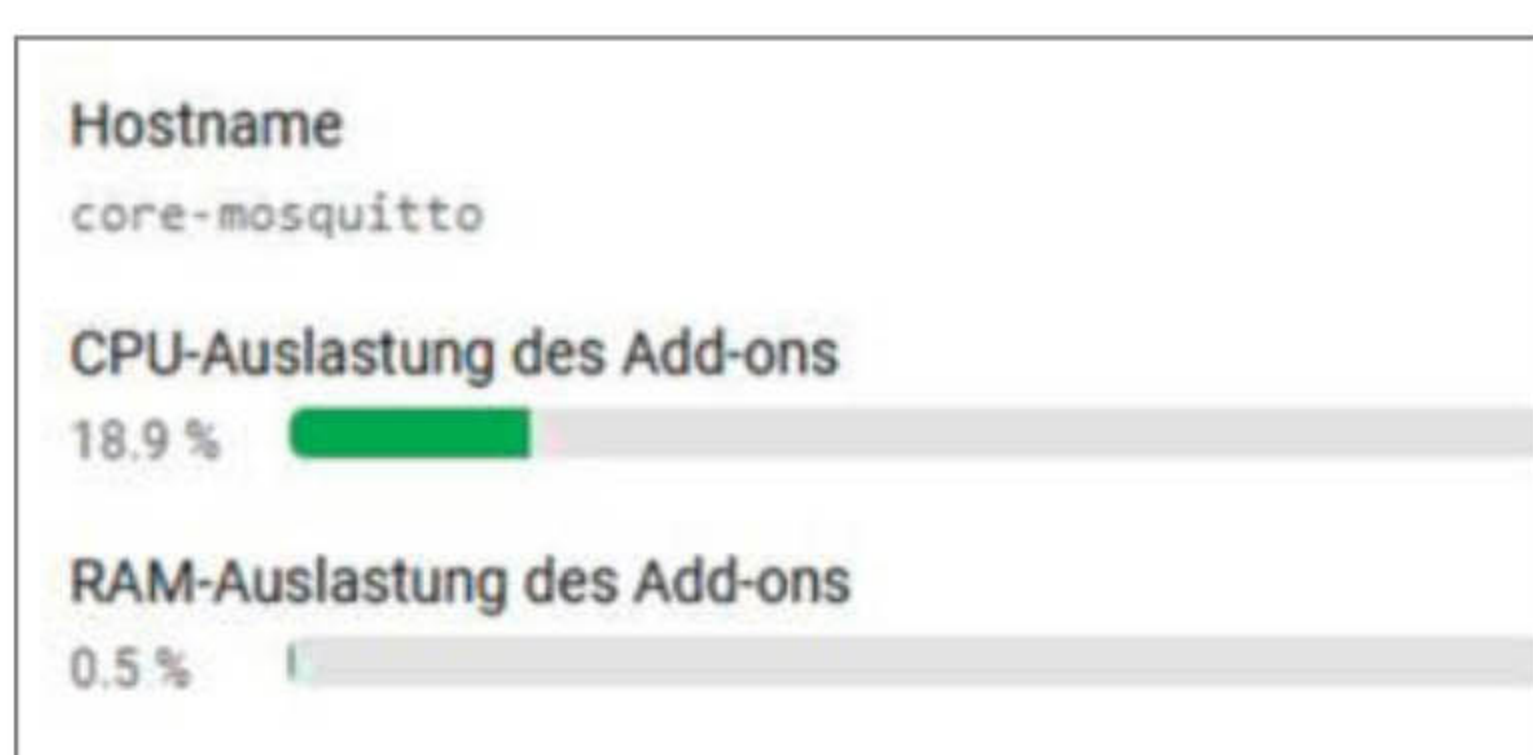 Hostname
core-mosquitto
CPU-Auslastung des Add-ons
18.9 %
RAM-Auslastung des Add-ons
0.5 %